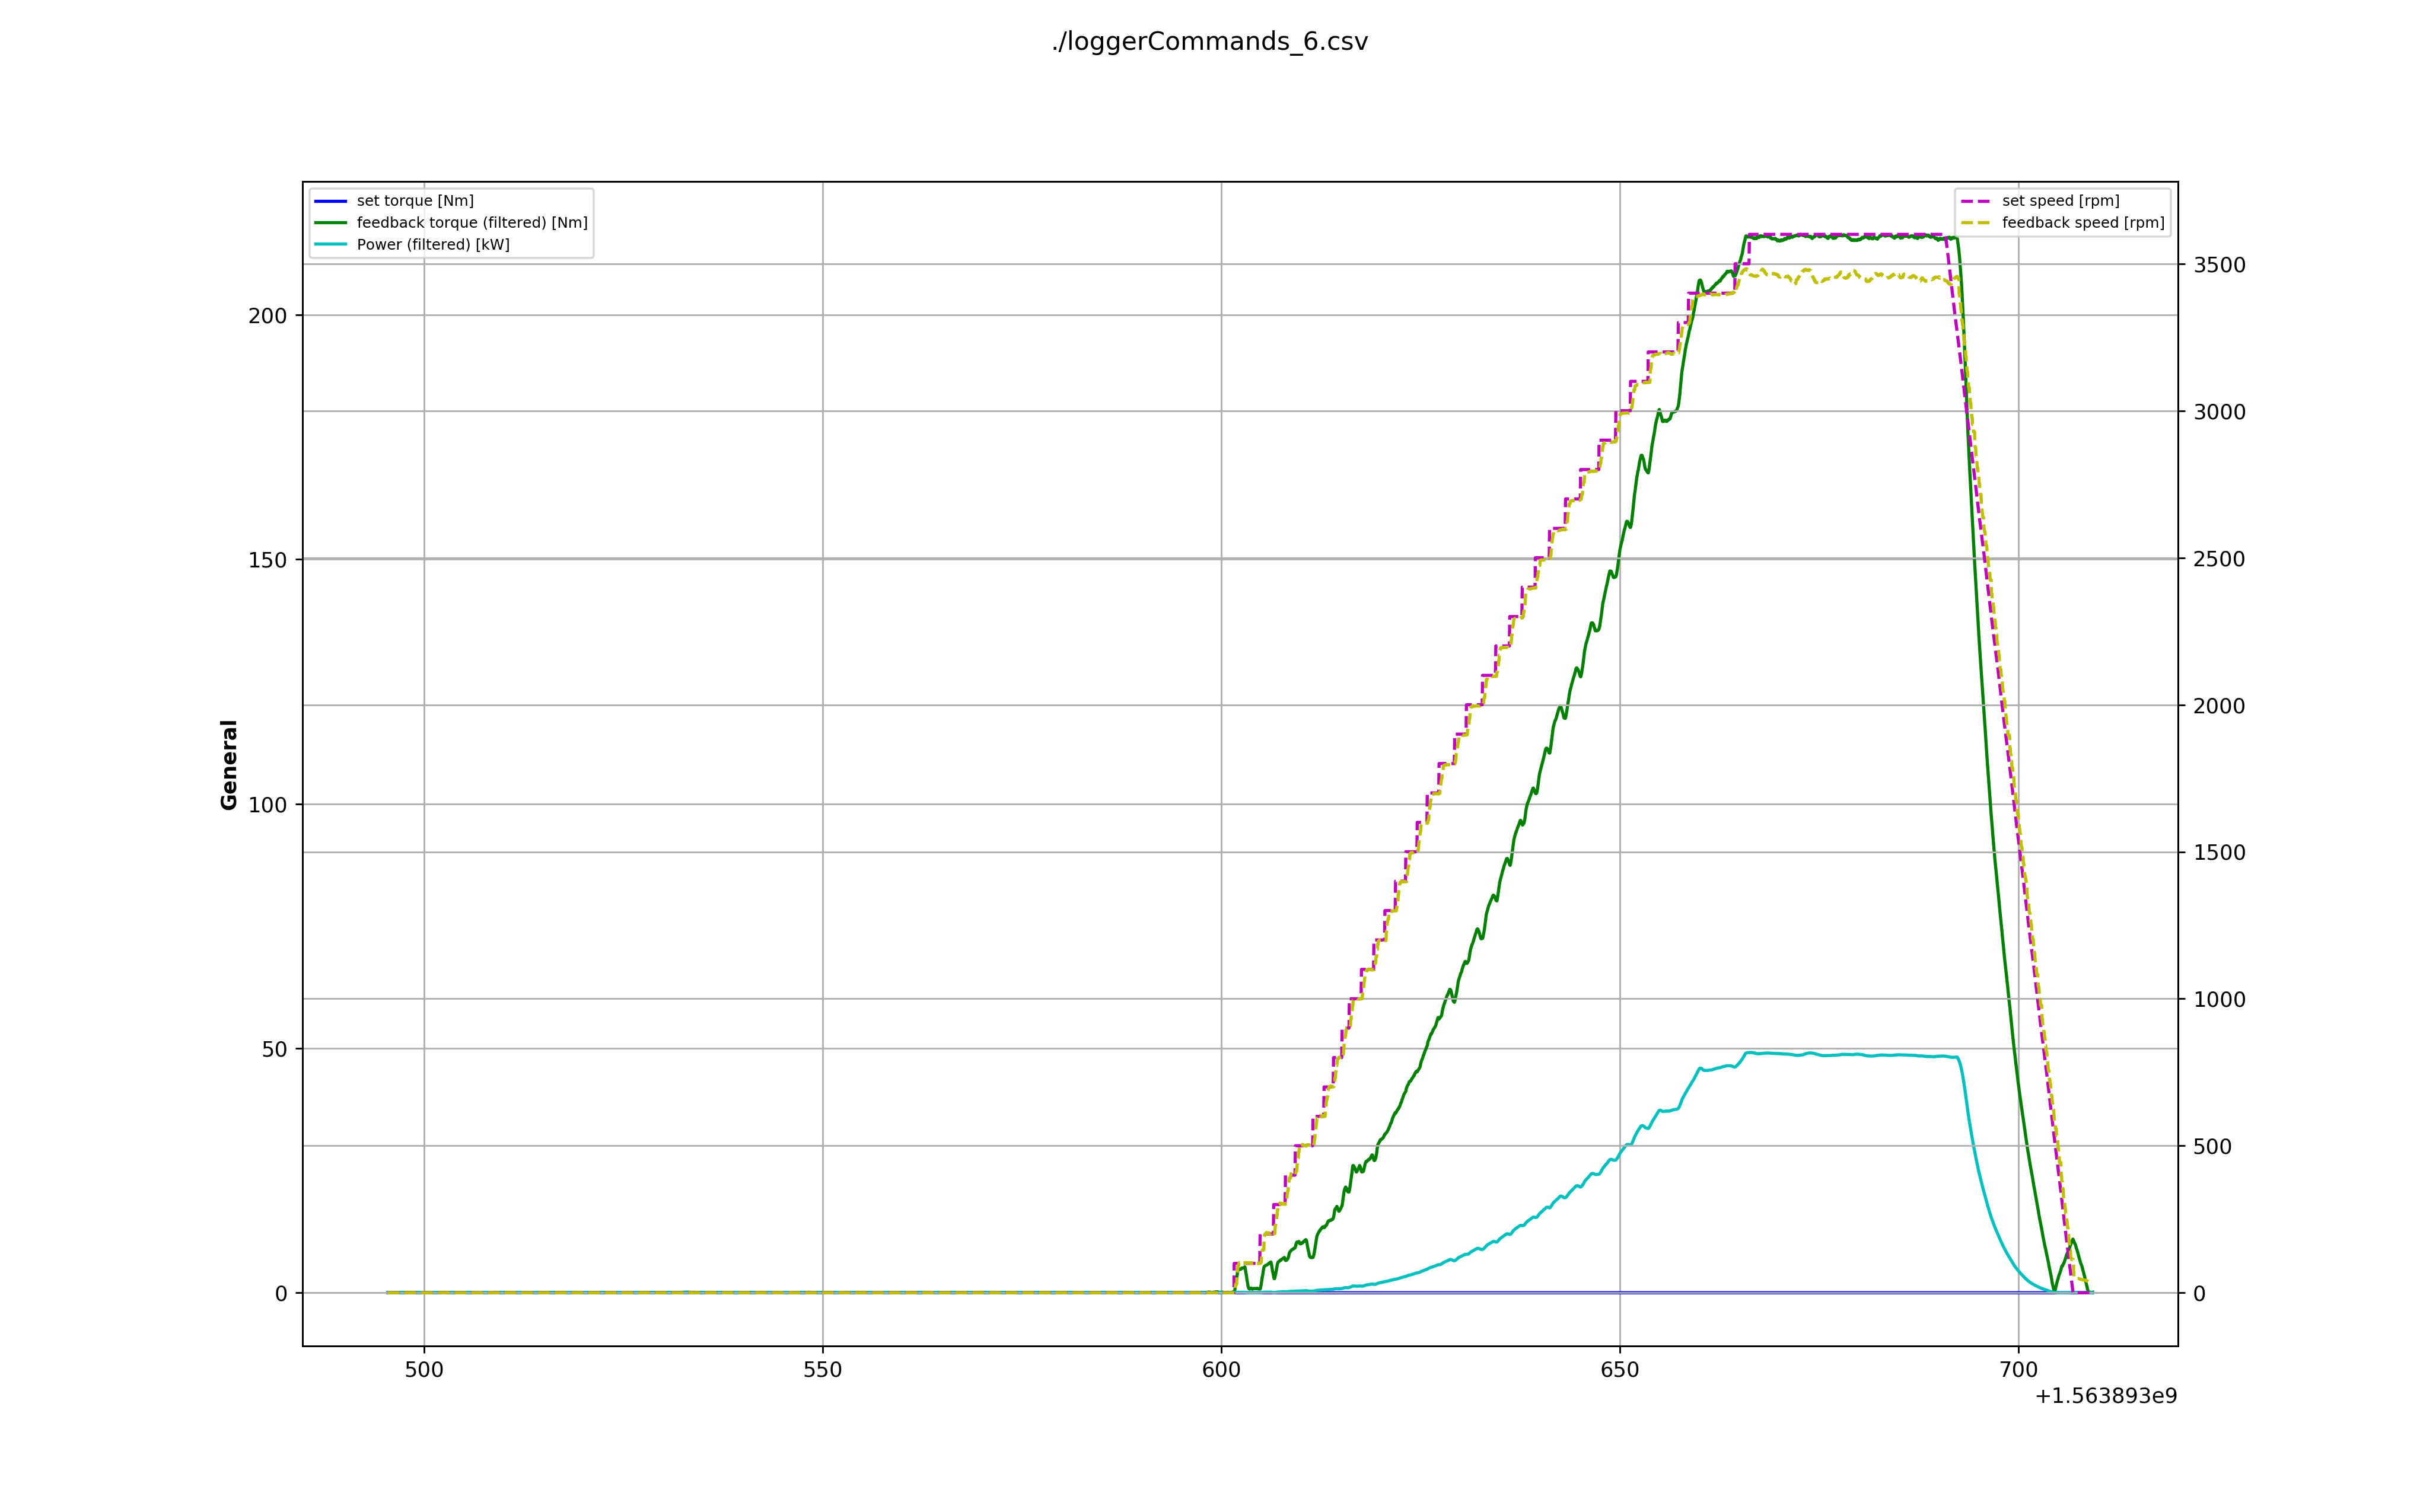 ./loggerCommands_6.csv
set torque [Nm]
feedback torque (filtered) [Nm]
Power (filtered) [kW]
set speed [rpm]
feedback speed [rpm]
General
200
150
100
50
0
3500
3000
2500
2000
1500
1000
500
0
500 550 600 650 700
+1.563893e9